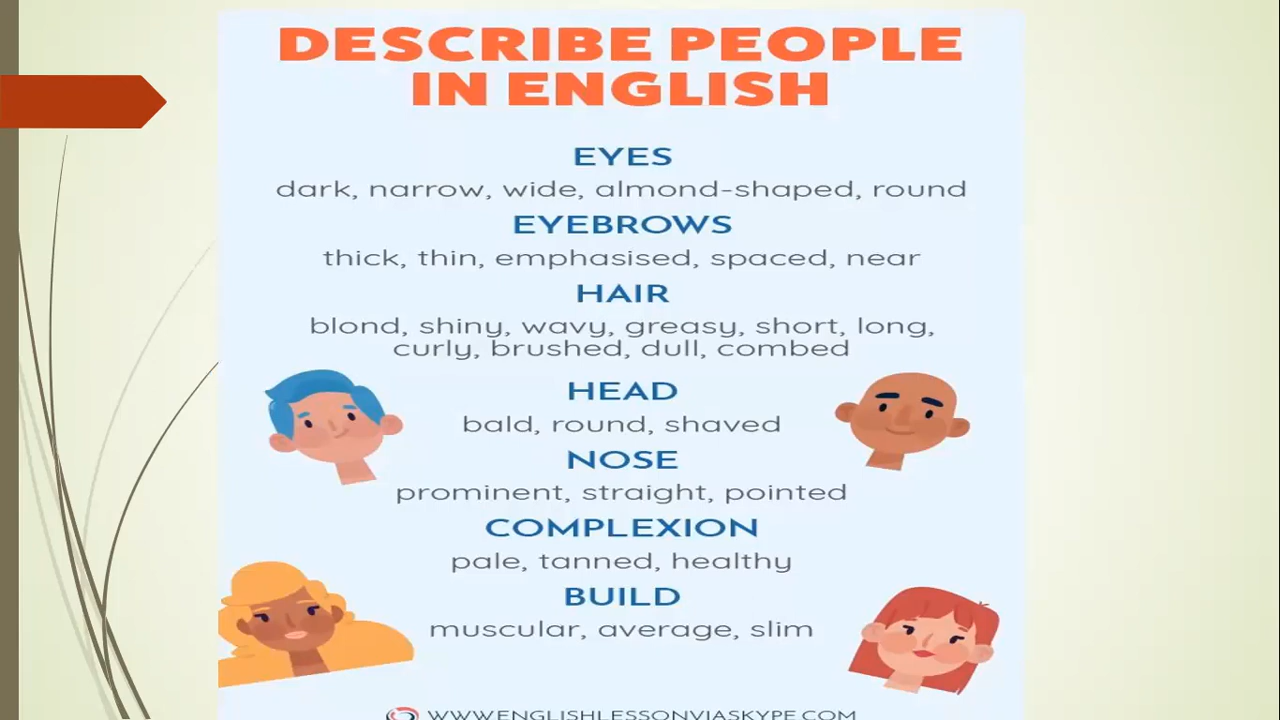 DESCRIBE PEOPLE
IN ENGLISH
EYES
dark, narrow, wide, almond-shaped, round
EYEBROWS
thick, thin, emphasised, spaced, near
HAIR
blond, shiny, wavy, greasy, short, long,
curly, brushed, dull, combed
HEAD
bald, round, shaved
NOSE
prominent, straight, pointed
COMPLEXION
pale, tanned, healthy
BUILD
muscular, average, slim
WWW.ENGLISHLESSONVIASKYPE.COM